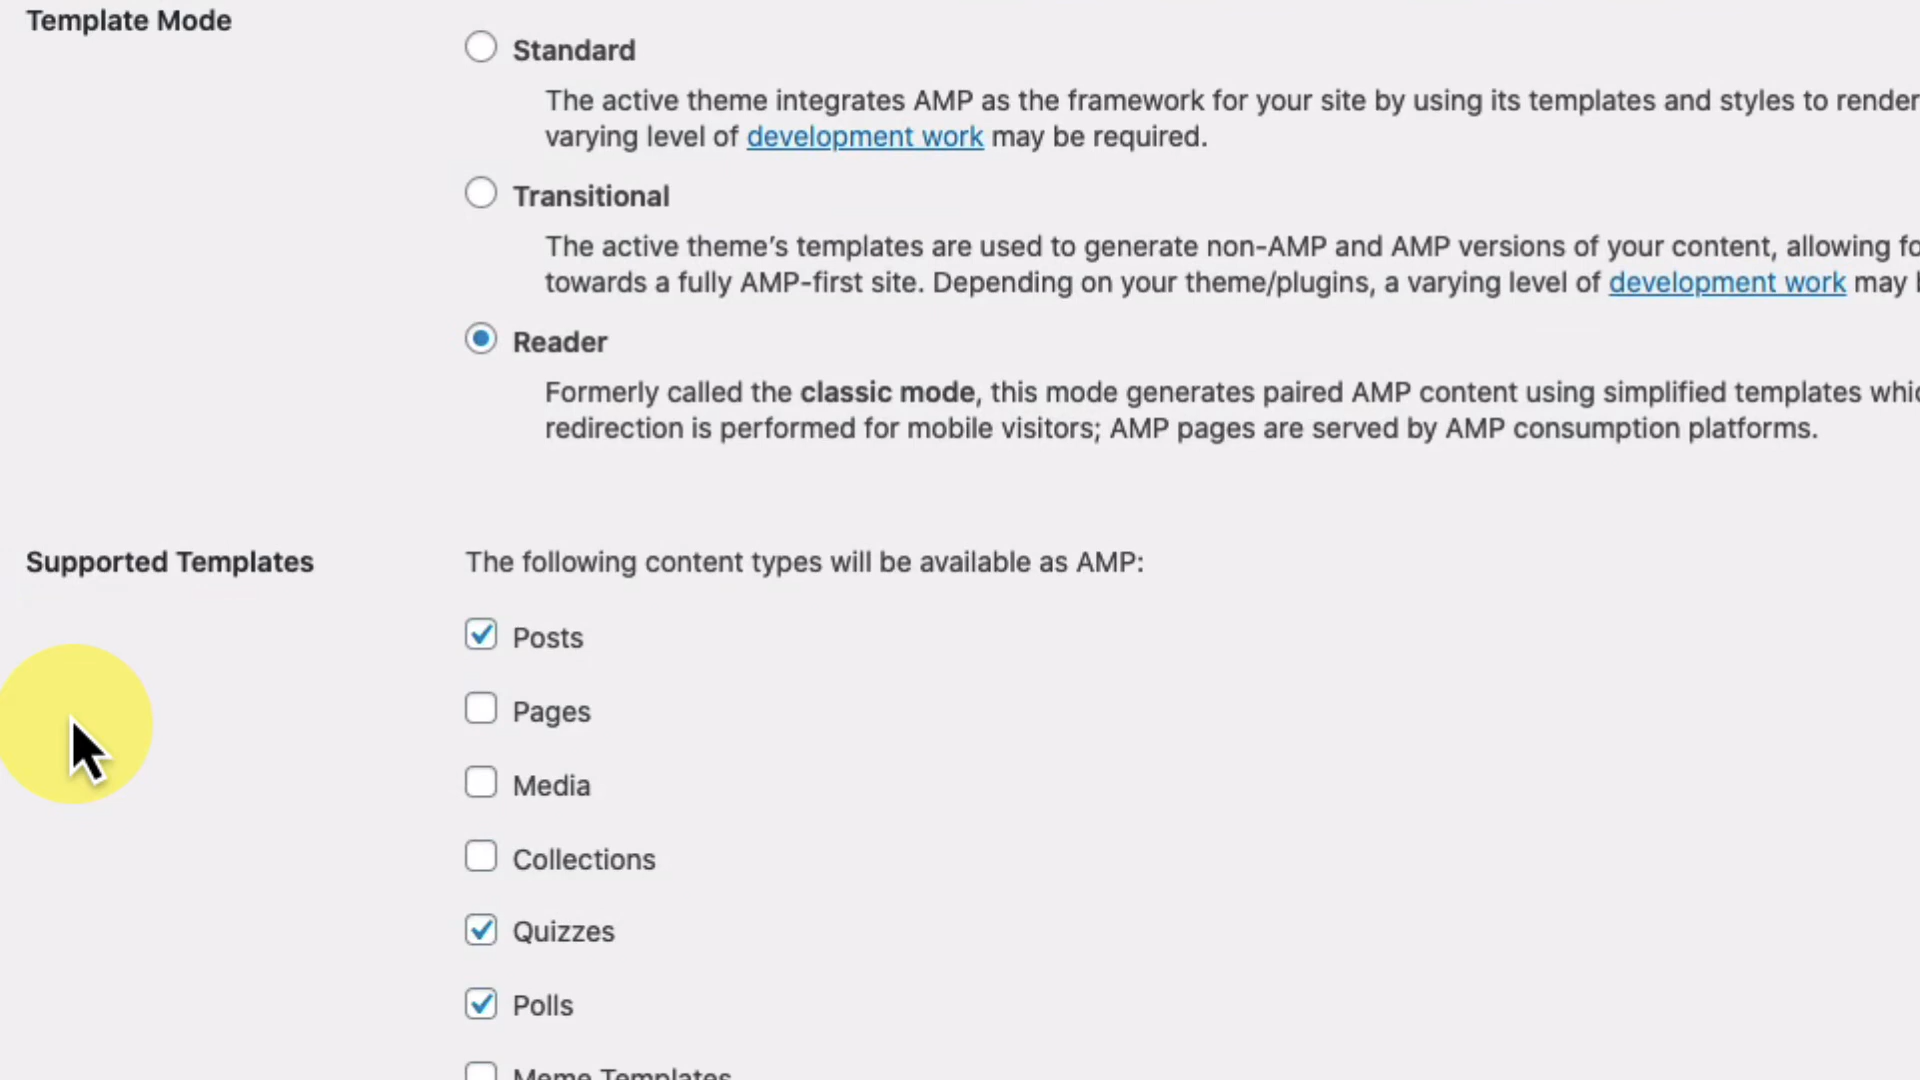 Template Mode
Standard
The active theme integrates AMP as the framework for your site by using its templates and styles to render
varying level of development work may be required.
Transitional
The active theme's templates are used to generate non-AMP and AMP versions of your content, allowing
towards a fully AMP-first site. Depending on your theme/plugins, a varying level of development work may
Reader
Formerly called the classic mode, this mode generates paired AMP content using simplified templates
redirection is performed for mobile visitors; AMP pages are served by AMP consumption platforms.
Supported Templates
The following content types will be available as AMP:
Posts
Pages
Media
Collections
Quizzes
Polls
Meme Templates